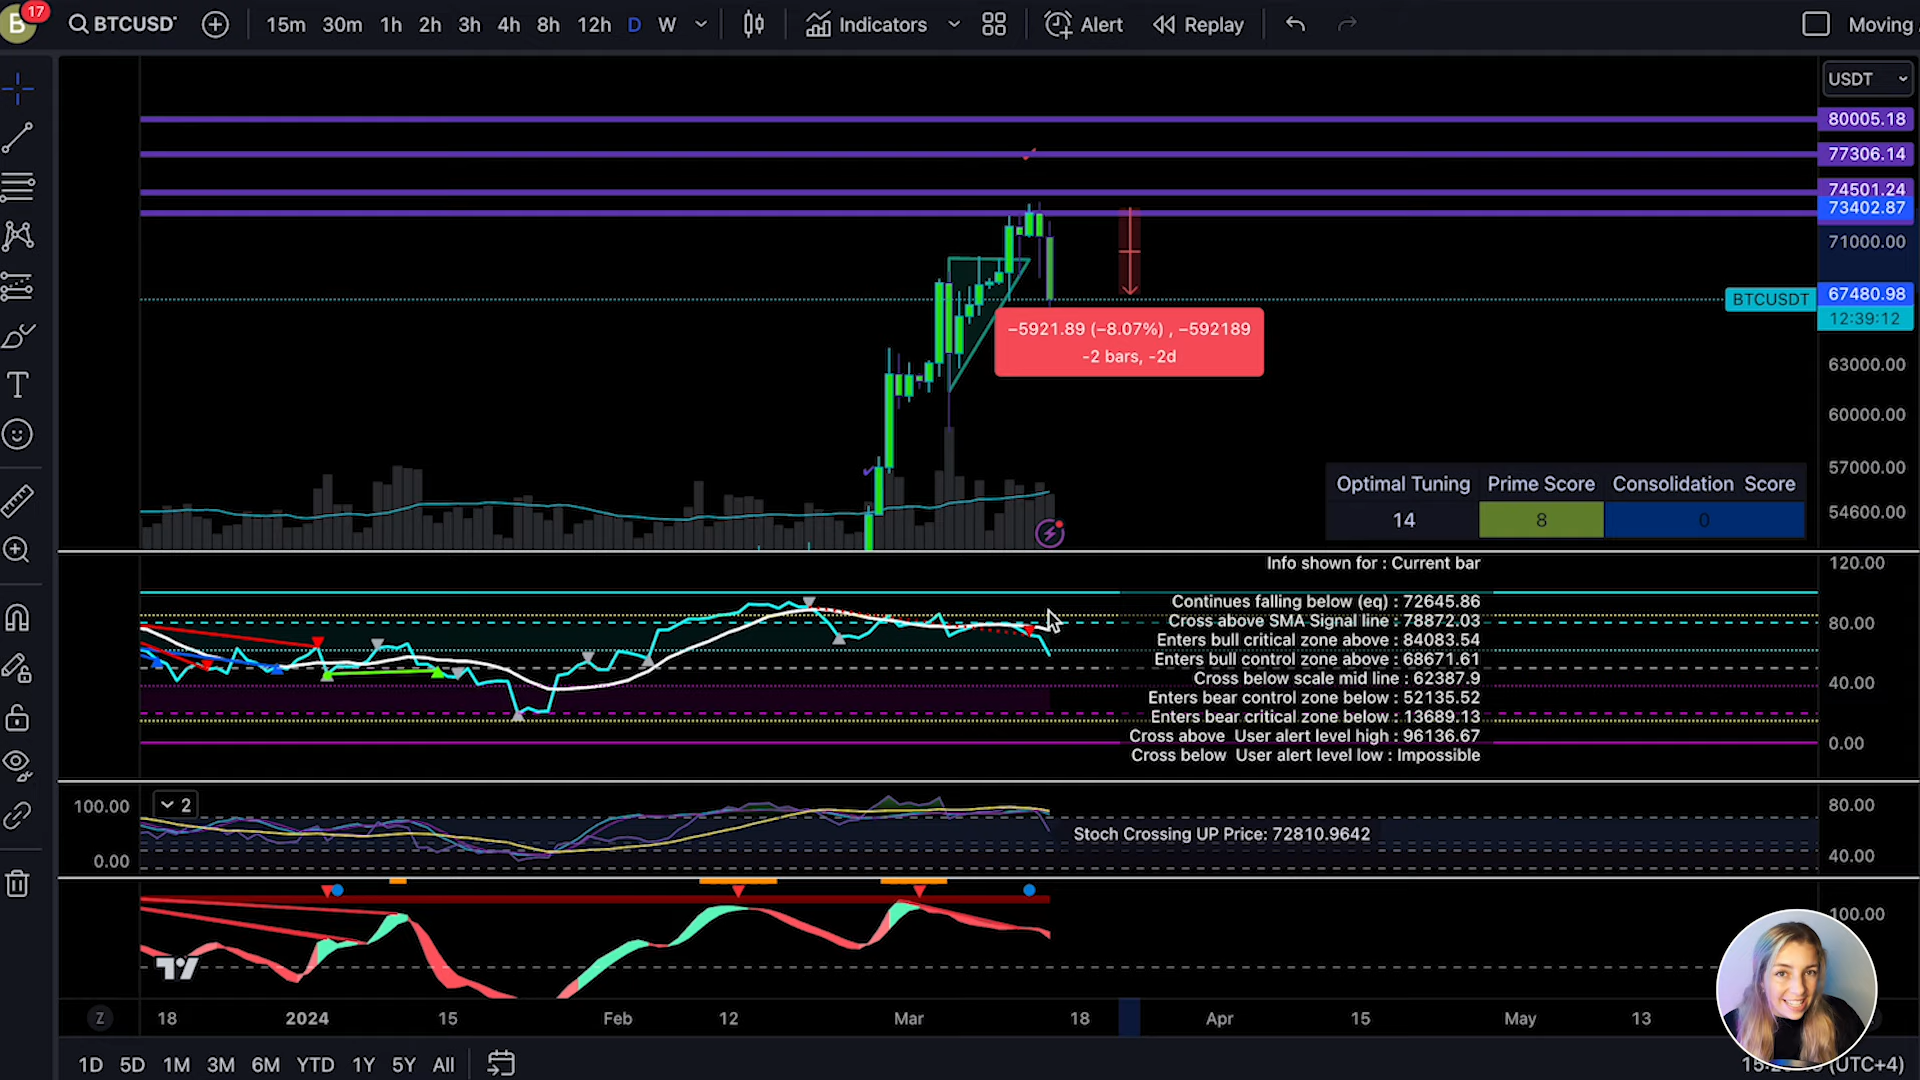 B 17 BTCUSDT 15m 30m 1h 2h 3h 4h 8h 12h D W Indicators Alert Replay Moving
USDT
80005.18
77306.14
74501.24
73402.87
71000.00
BTCUSDT 67480.98
12:39:12
−5921.89 (−8.07%) , −592189
-2 bars, -2d
63000.00
60000.00
57000.00
54600.00
Optimal Tuning Prime Score Consolidation Score
14 8 0
Info shown for : Current bar
120.00
Continues falling below (eq) : 72645.86
Cross above SMA Signal line : 78872.03
80.00
Enters bull critical zone above : 84083.54
Enters bull control zone above : 68671.61
Cross below scale mid line : 62387.9
40.00
Enters bear control zone below : 52135.52
Enters bear critical zone below : 13689.13
Cross above User alert level high : 96136.67
0.00
Cross below User alert level low : Impossible
100.00 2 80.00
Stoch Crossing UP Price: 72810.9642
0.00 40.00
100.00
Z 18 2024 15 Feb 12 Mar 18 Apr 15 May 13
1D 5D 1M 3M 6M YTD 1Y 5Y All (UTC+4)